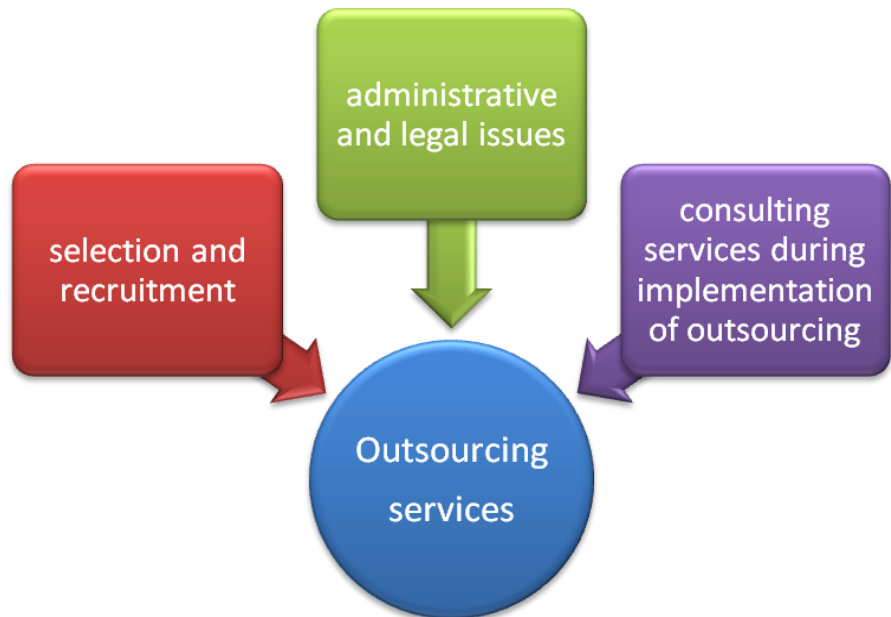 administrative
and legal issues
selection and
recruitment
consulting
services during
implementation
of outsourcing
Outsourcing
services